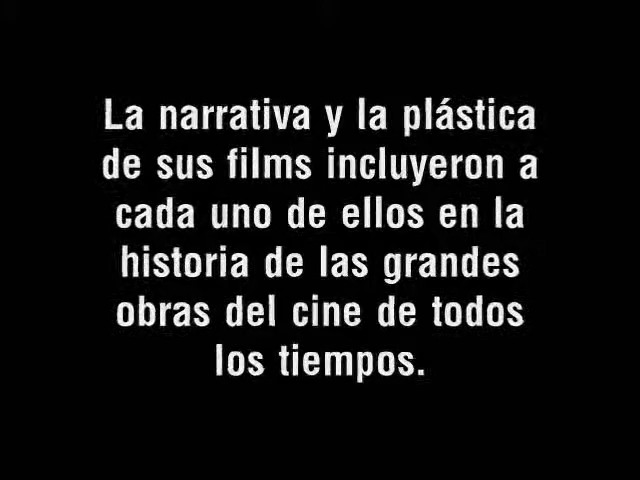 La narrativa y la plástica
de sus films incluyeron a
cada uno de ellos en la
historia de las grandes
obras del cine de todos
los tiempos.